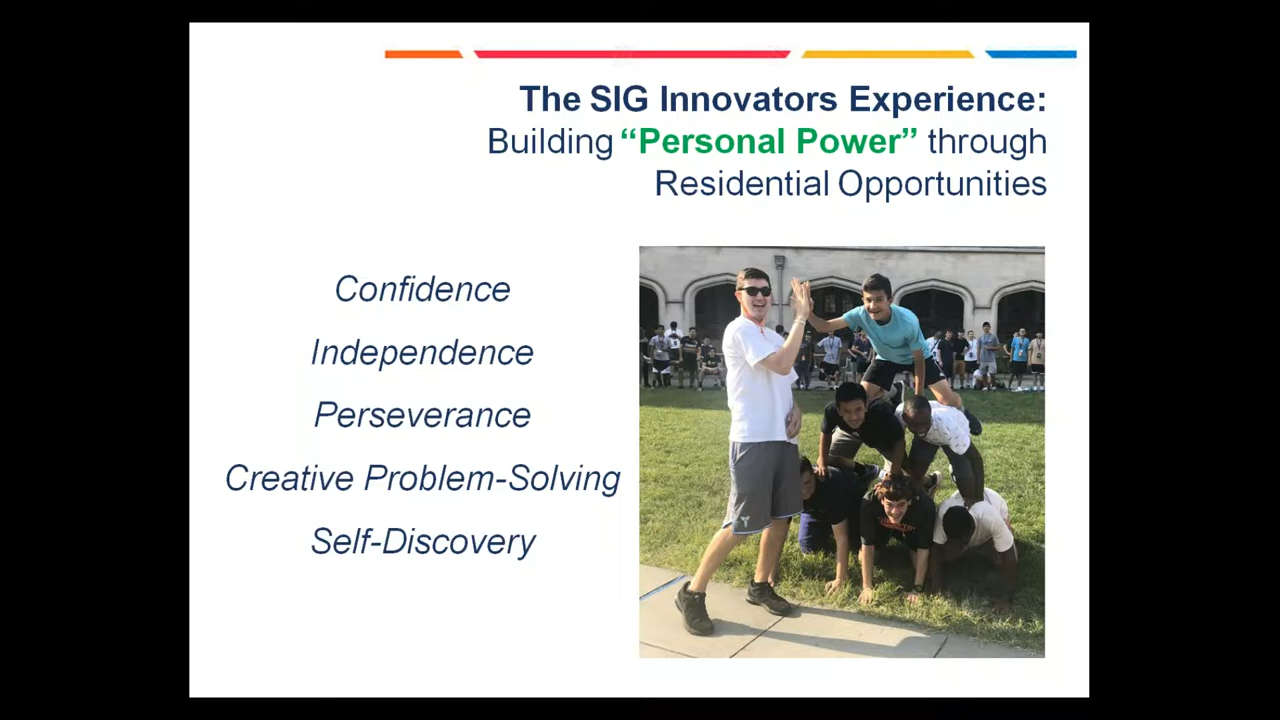 The SIG Innovators Experience:
Building “Personal Power” through
Residential Opportunities
Confidence
Independence
Perseverance
Creative Problem-Solving
Self-Discovery